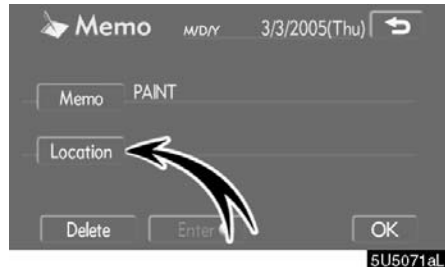 Memo M/D/Y 3/3/2005(Thu)
Memo PAINT
Location
Delete Enter OK
5U5071aL